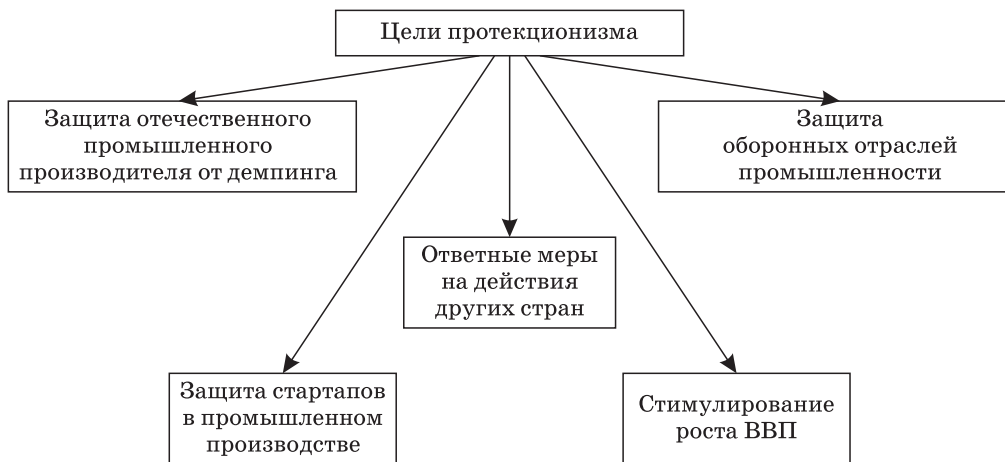 Цели протекционизма
Защита отечественного
промышленного
производителя от демпинга
Защита
оборонных отраслей
промышленности
Ответные меры
на действия
других стран
Защита стартапов
в промышленном
производстве
Стимулирование
роста ВВП